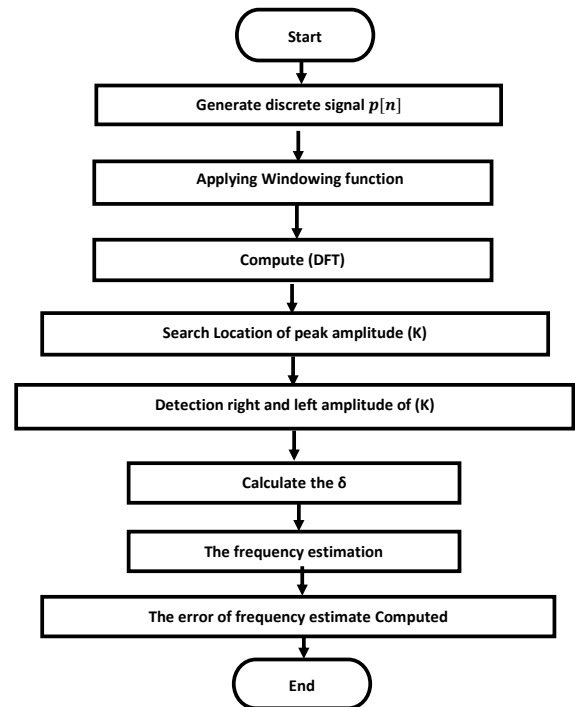 Start
Generate discrete signal p[n]
Applying Windowing function
Compute (DFT)
Search Location of peak amplitude (K)
Detection right and left amplitude of (K)
Calculate the δ
The frequency estimation
The error of frequency estimate Computed
End